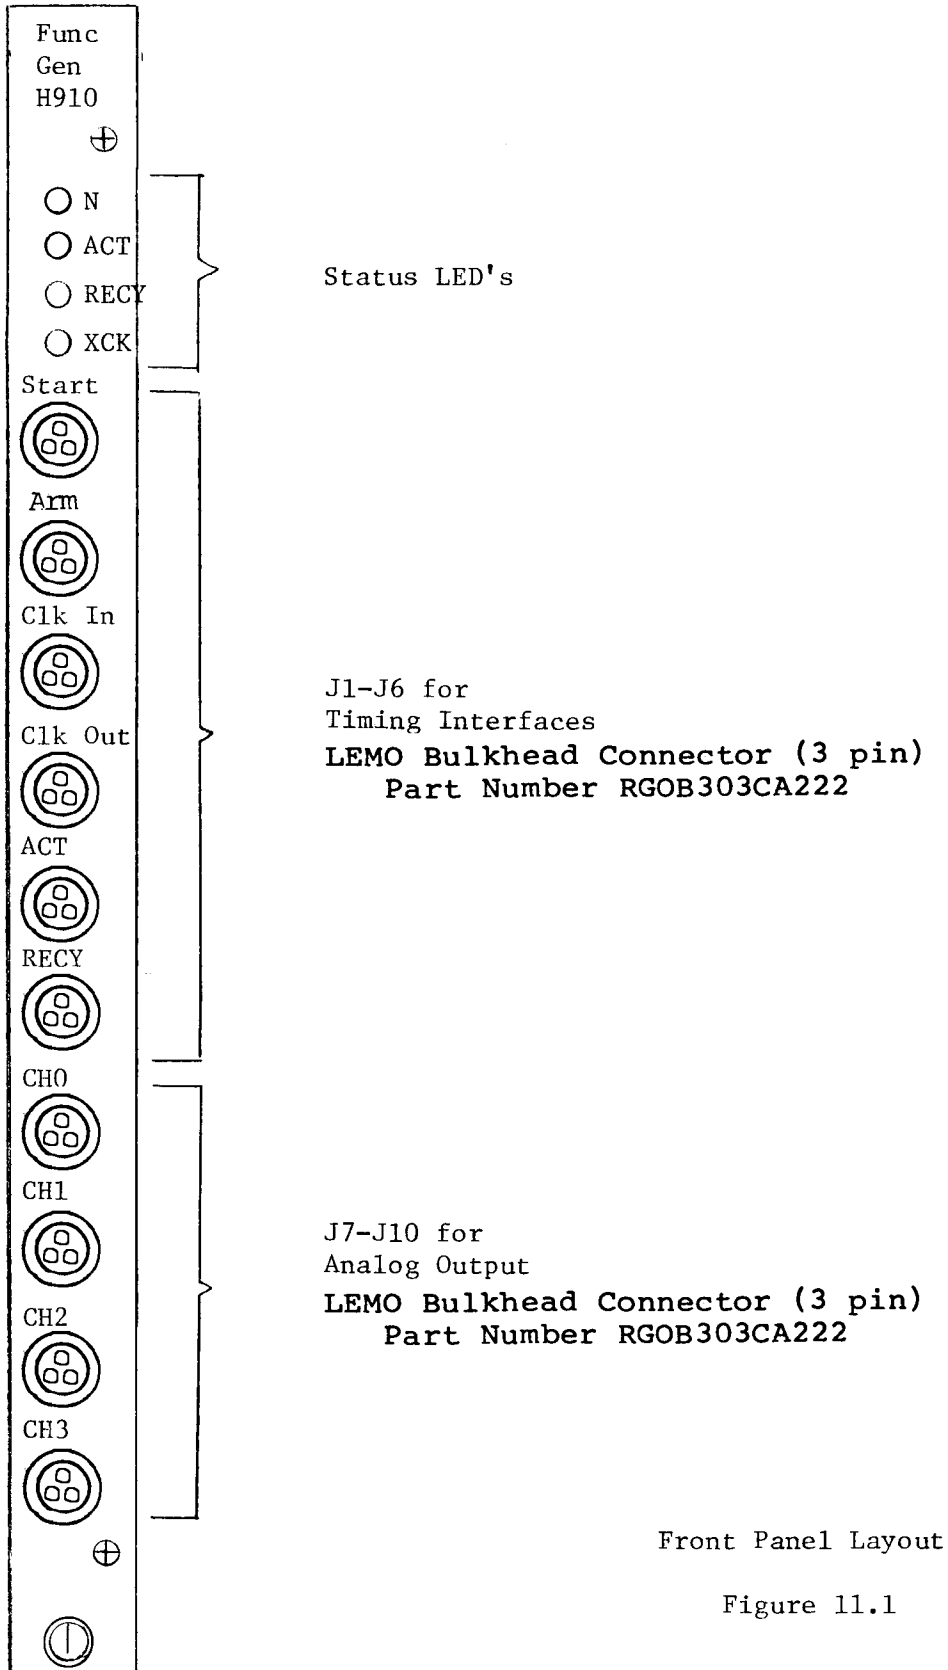 Func
Gen
H910
N
ACT
RECY
XCK
Status LED's
Start
Arm
Clk In
Clk Out
ACT
RECY
J1-J6 for
Timing Interfaces
LEMO Bulkhead Connector (3 pin)
Part Number RGOB303CA222
CH0
CH1
CH2
CH3
J7-J10 for
Analog Output
LEMO Bulkhead Connector (3 pin)
Part Number RGOB303CA222
Front Panel Layout
Figure 11.1